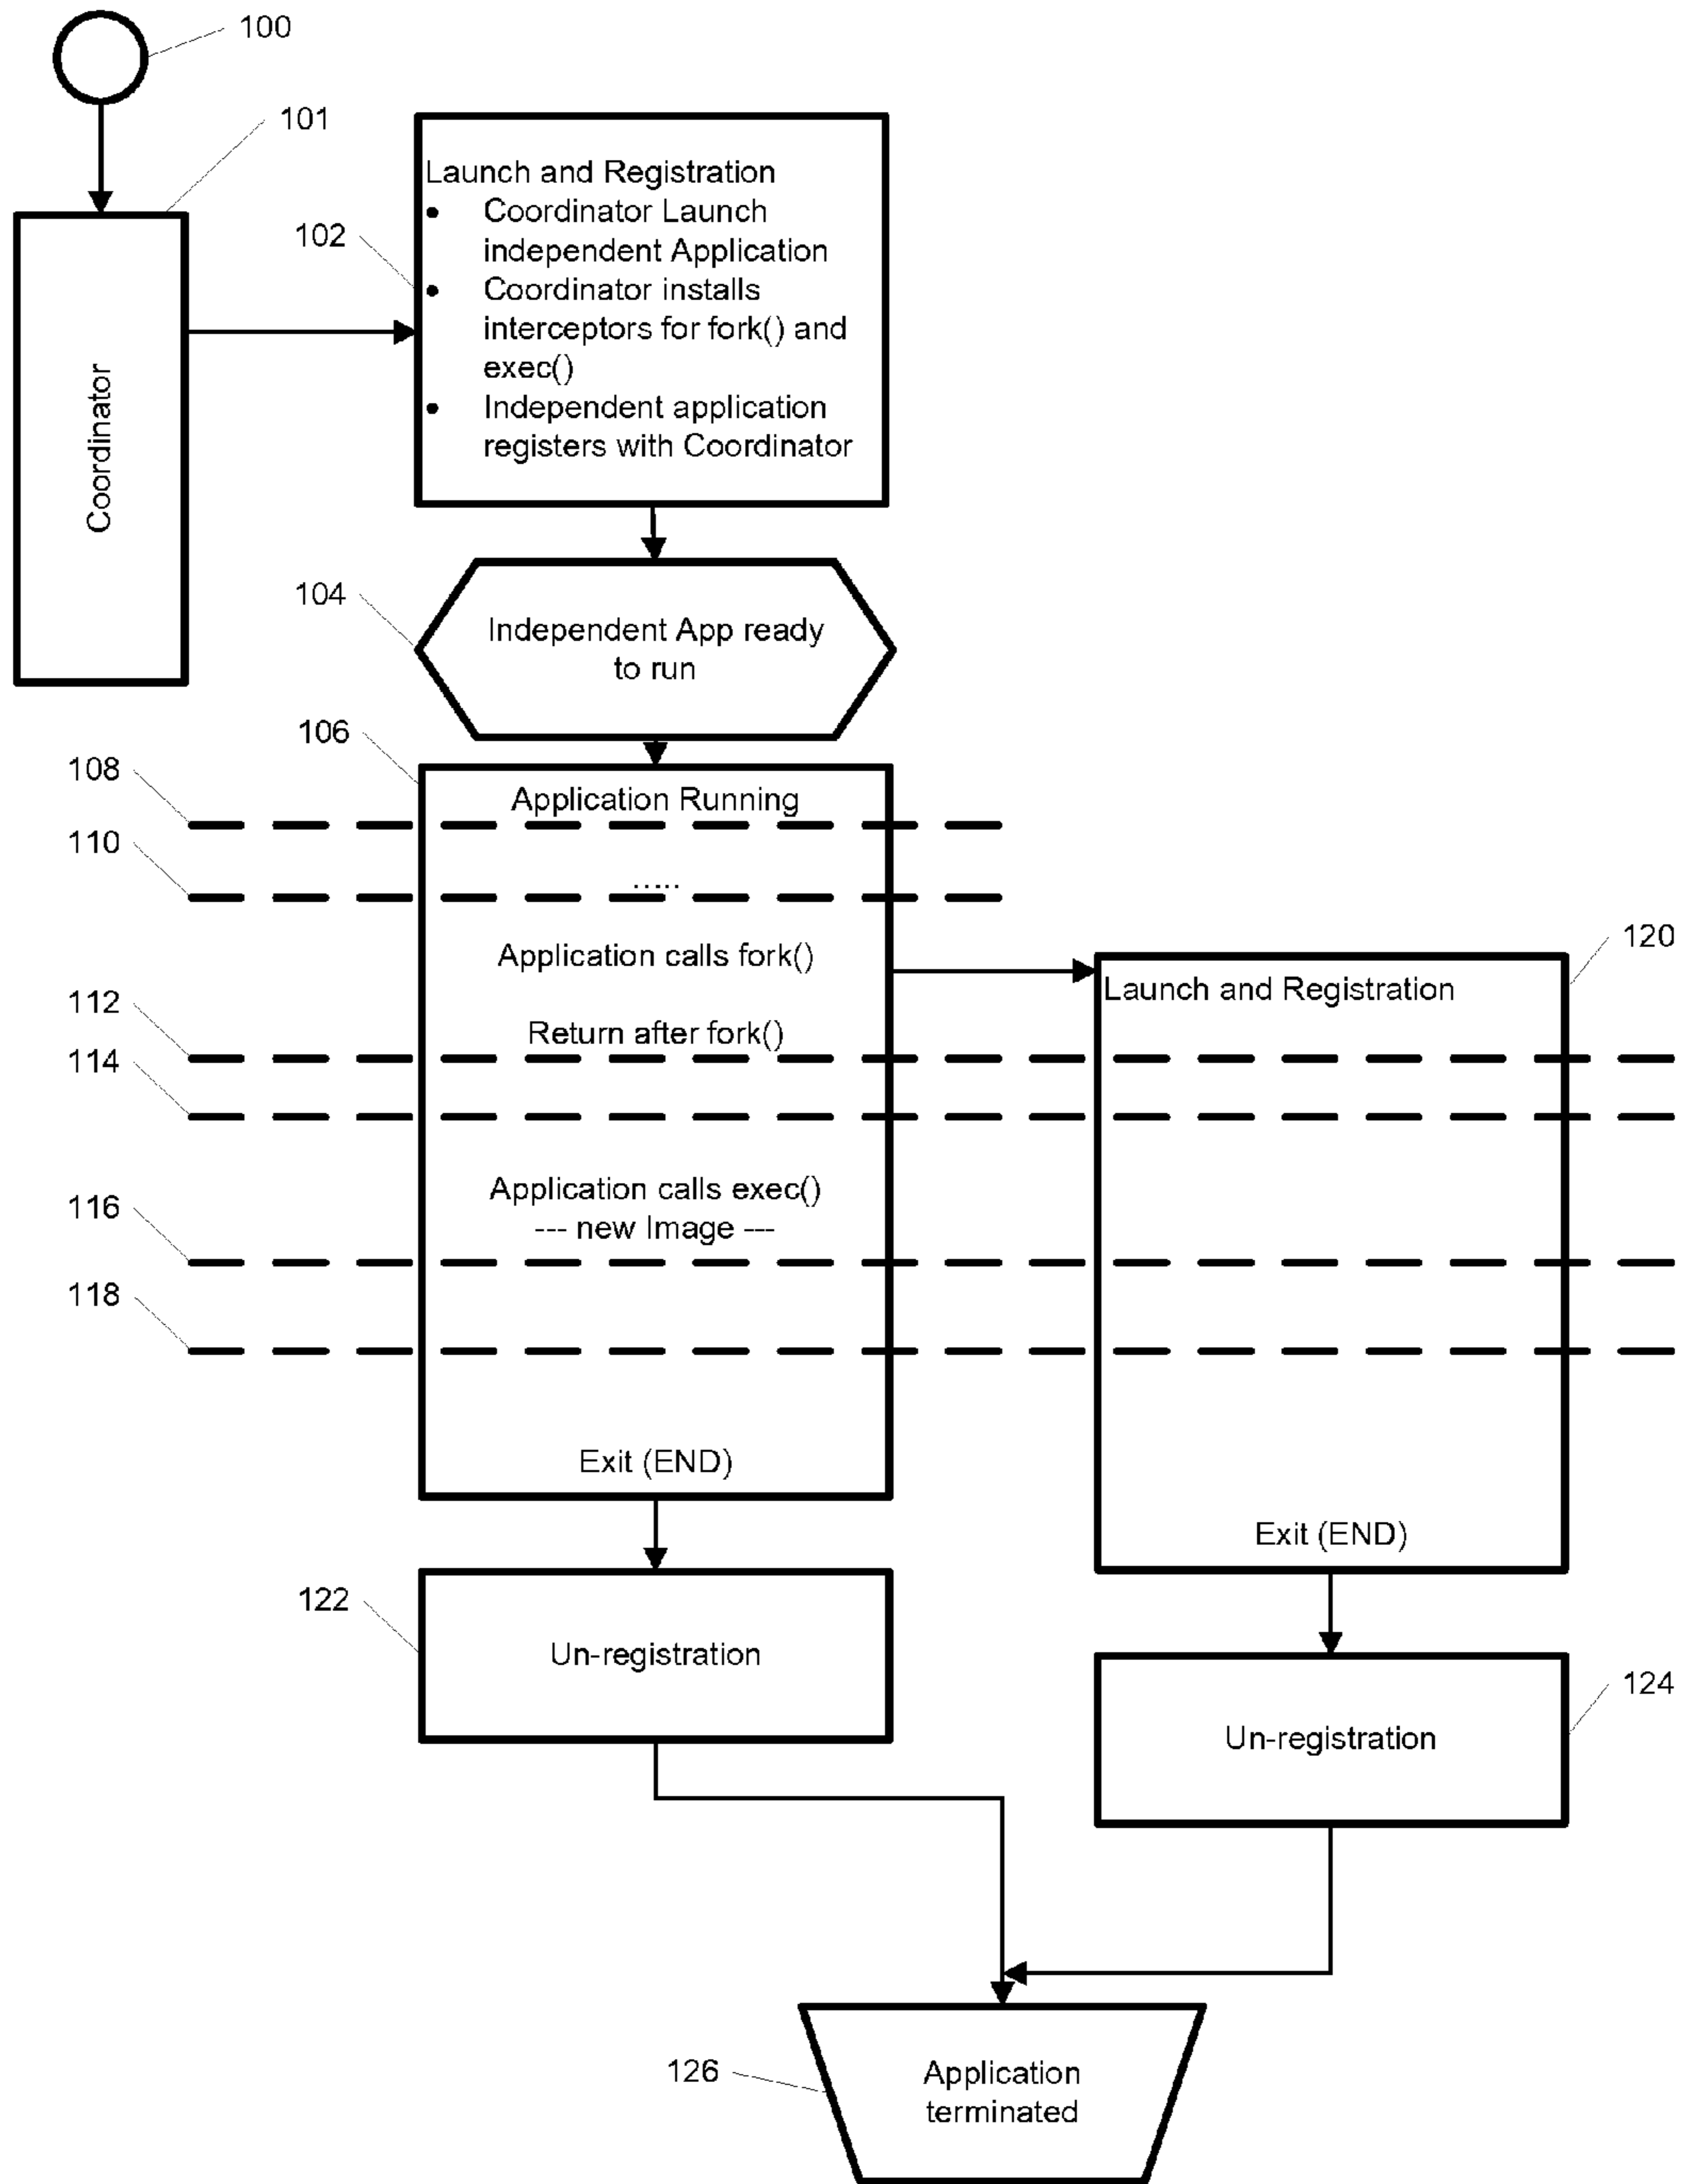 100
101
Coordinator
102
Launch and Registration
• Coordinator Launch
independent Application
• Coordinator installs
interceptors for fork() and
exec()
• Independent application
registers with Coordinator
104
Independent App ready
to run
106
108
Application Running
110
.....
Application calls fork()
120
Launch and Registration
112
Return after fork()
114
116
Application calls exec()
--- new Image ---
118
Exit (END)
Exit (END)
122
Un-registration
124
Un-registration
126
Application
terminated